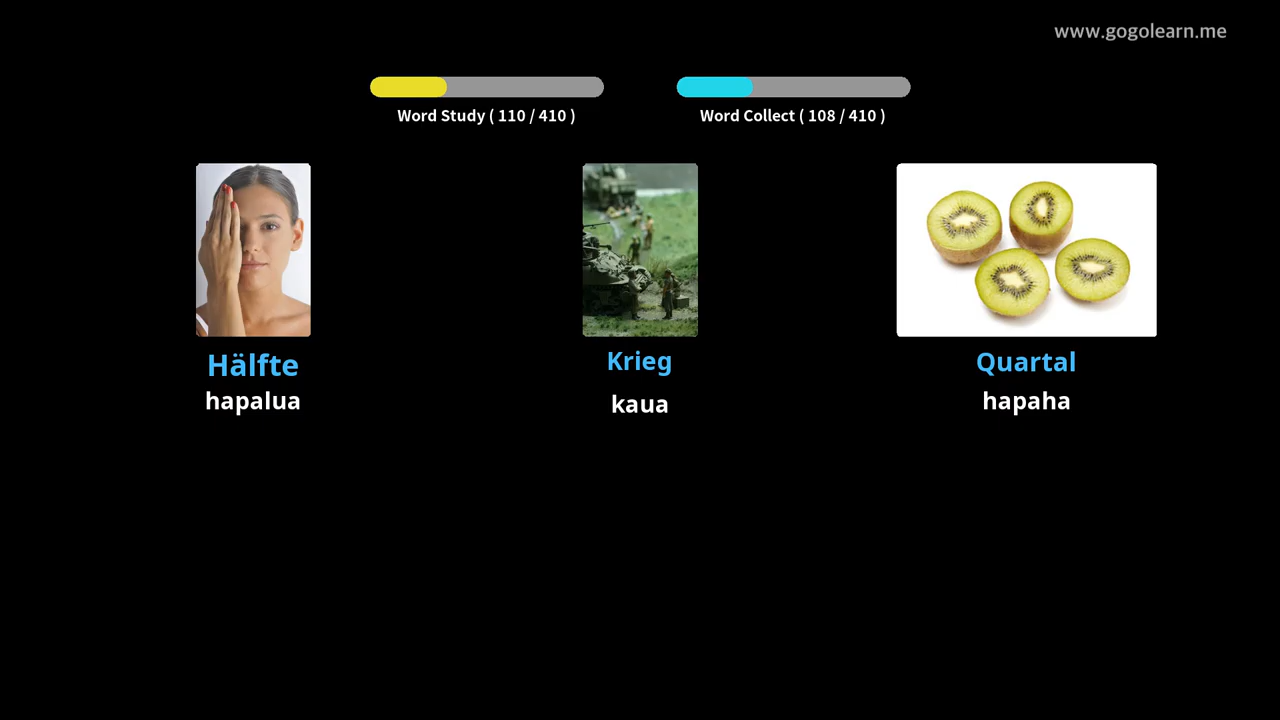 www.gogolearn.me
Word Study ( 110 / 410 )
Word Collect ( 108 / 410 )
Hälfte
hapalua
Krieg
kaua
Quartal
hapaha